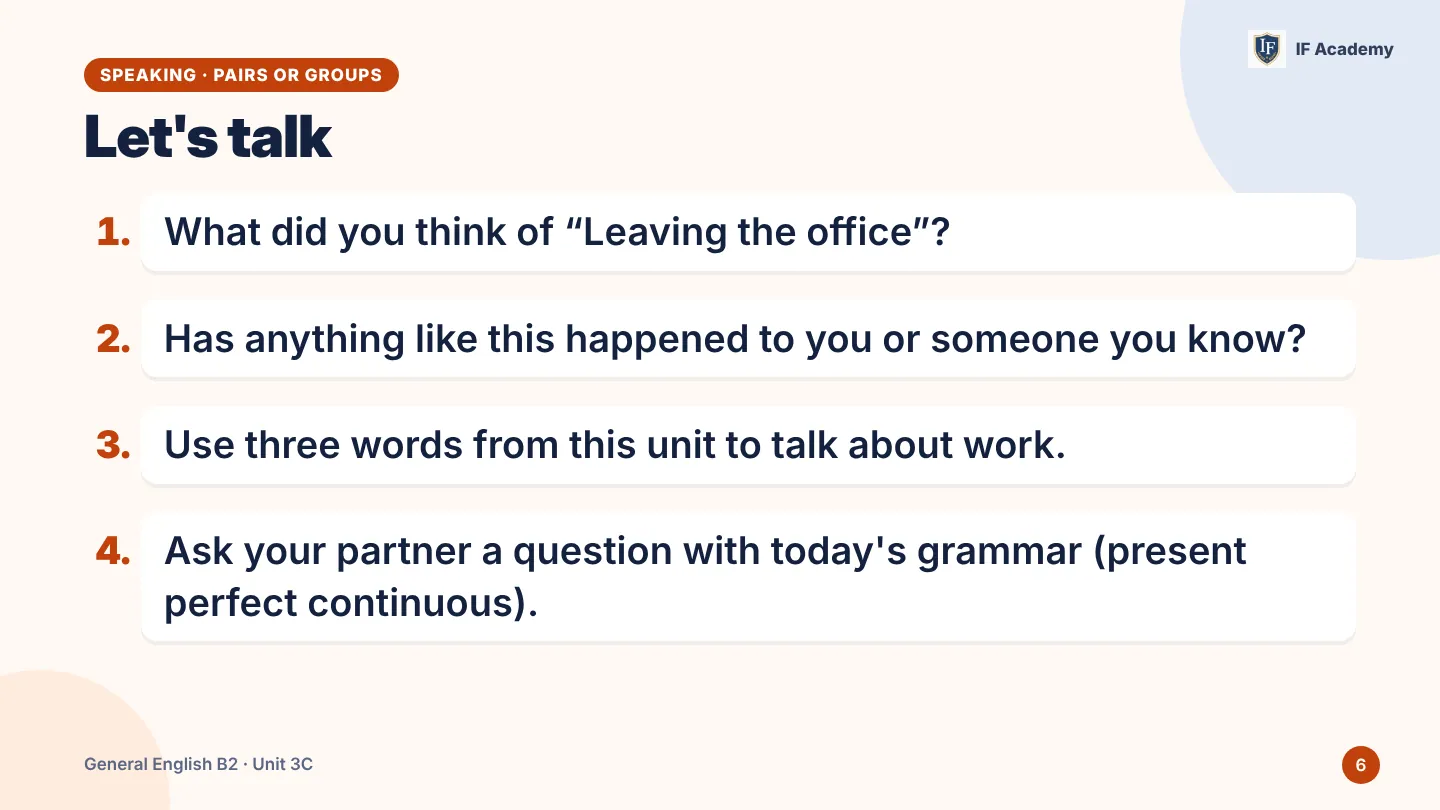 IF
IF Academy
SPEAKING · PAIRS OR GROUPS
Let's talk
1. What did you think of “Leaving the office”?
2. Has anything like this happened to you or someone you know?
3. Use three words from this unit to talk about work.
4. Ask your partner a question with today's grammar (present
perfect continuous).
General English B2 · Unit 3C
6